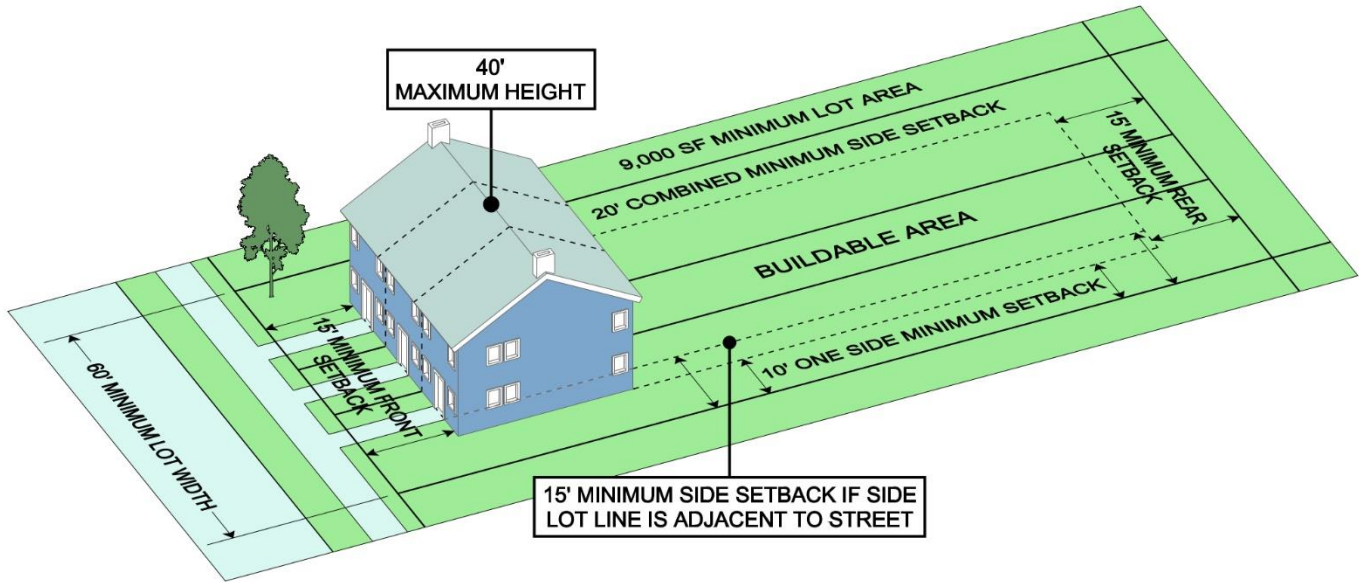 40'
MAXIMUM HEIGHT
9,000 SF MINIMUM LOT AREA
20' COMBINED MINIMUM SIDE SETBACK
15' MINIMUM REAR
SETBACK
BUILDABLE AREA
10' ONE SIDE MINIMUM SETBACK
15' MINIMUM FRONT
SETBACK
60' MINIMUM LOT WIDTH
15' MINIMUM SIDE SETBACK IF SIDE
LOT LINE IS ADJACENT TO STREET